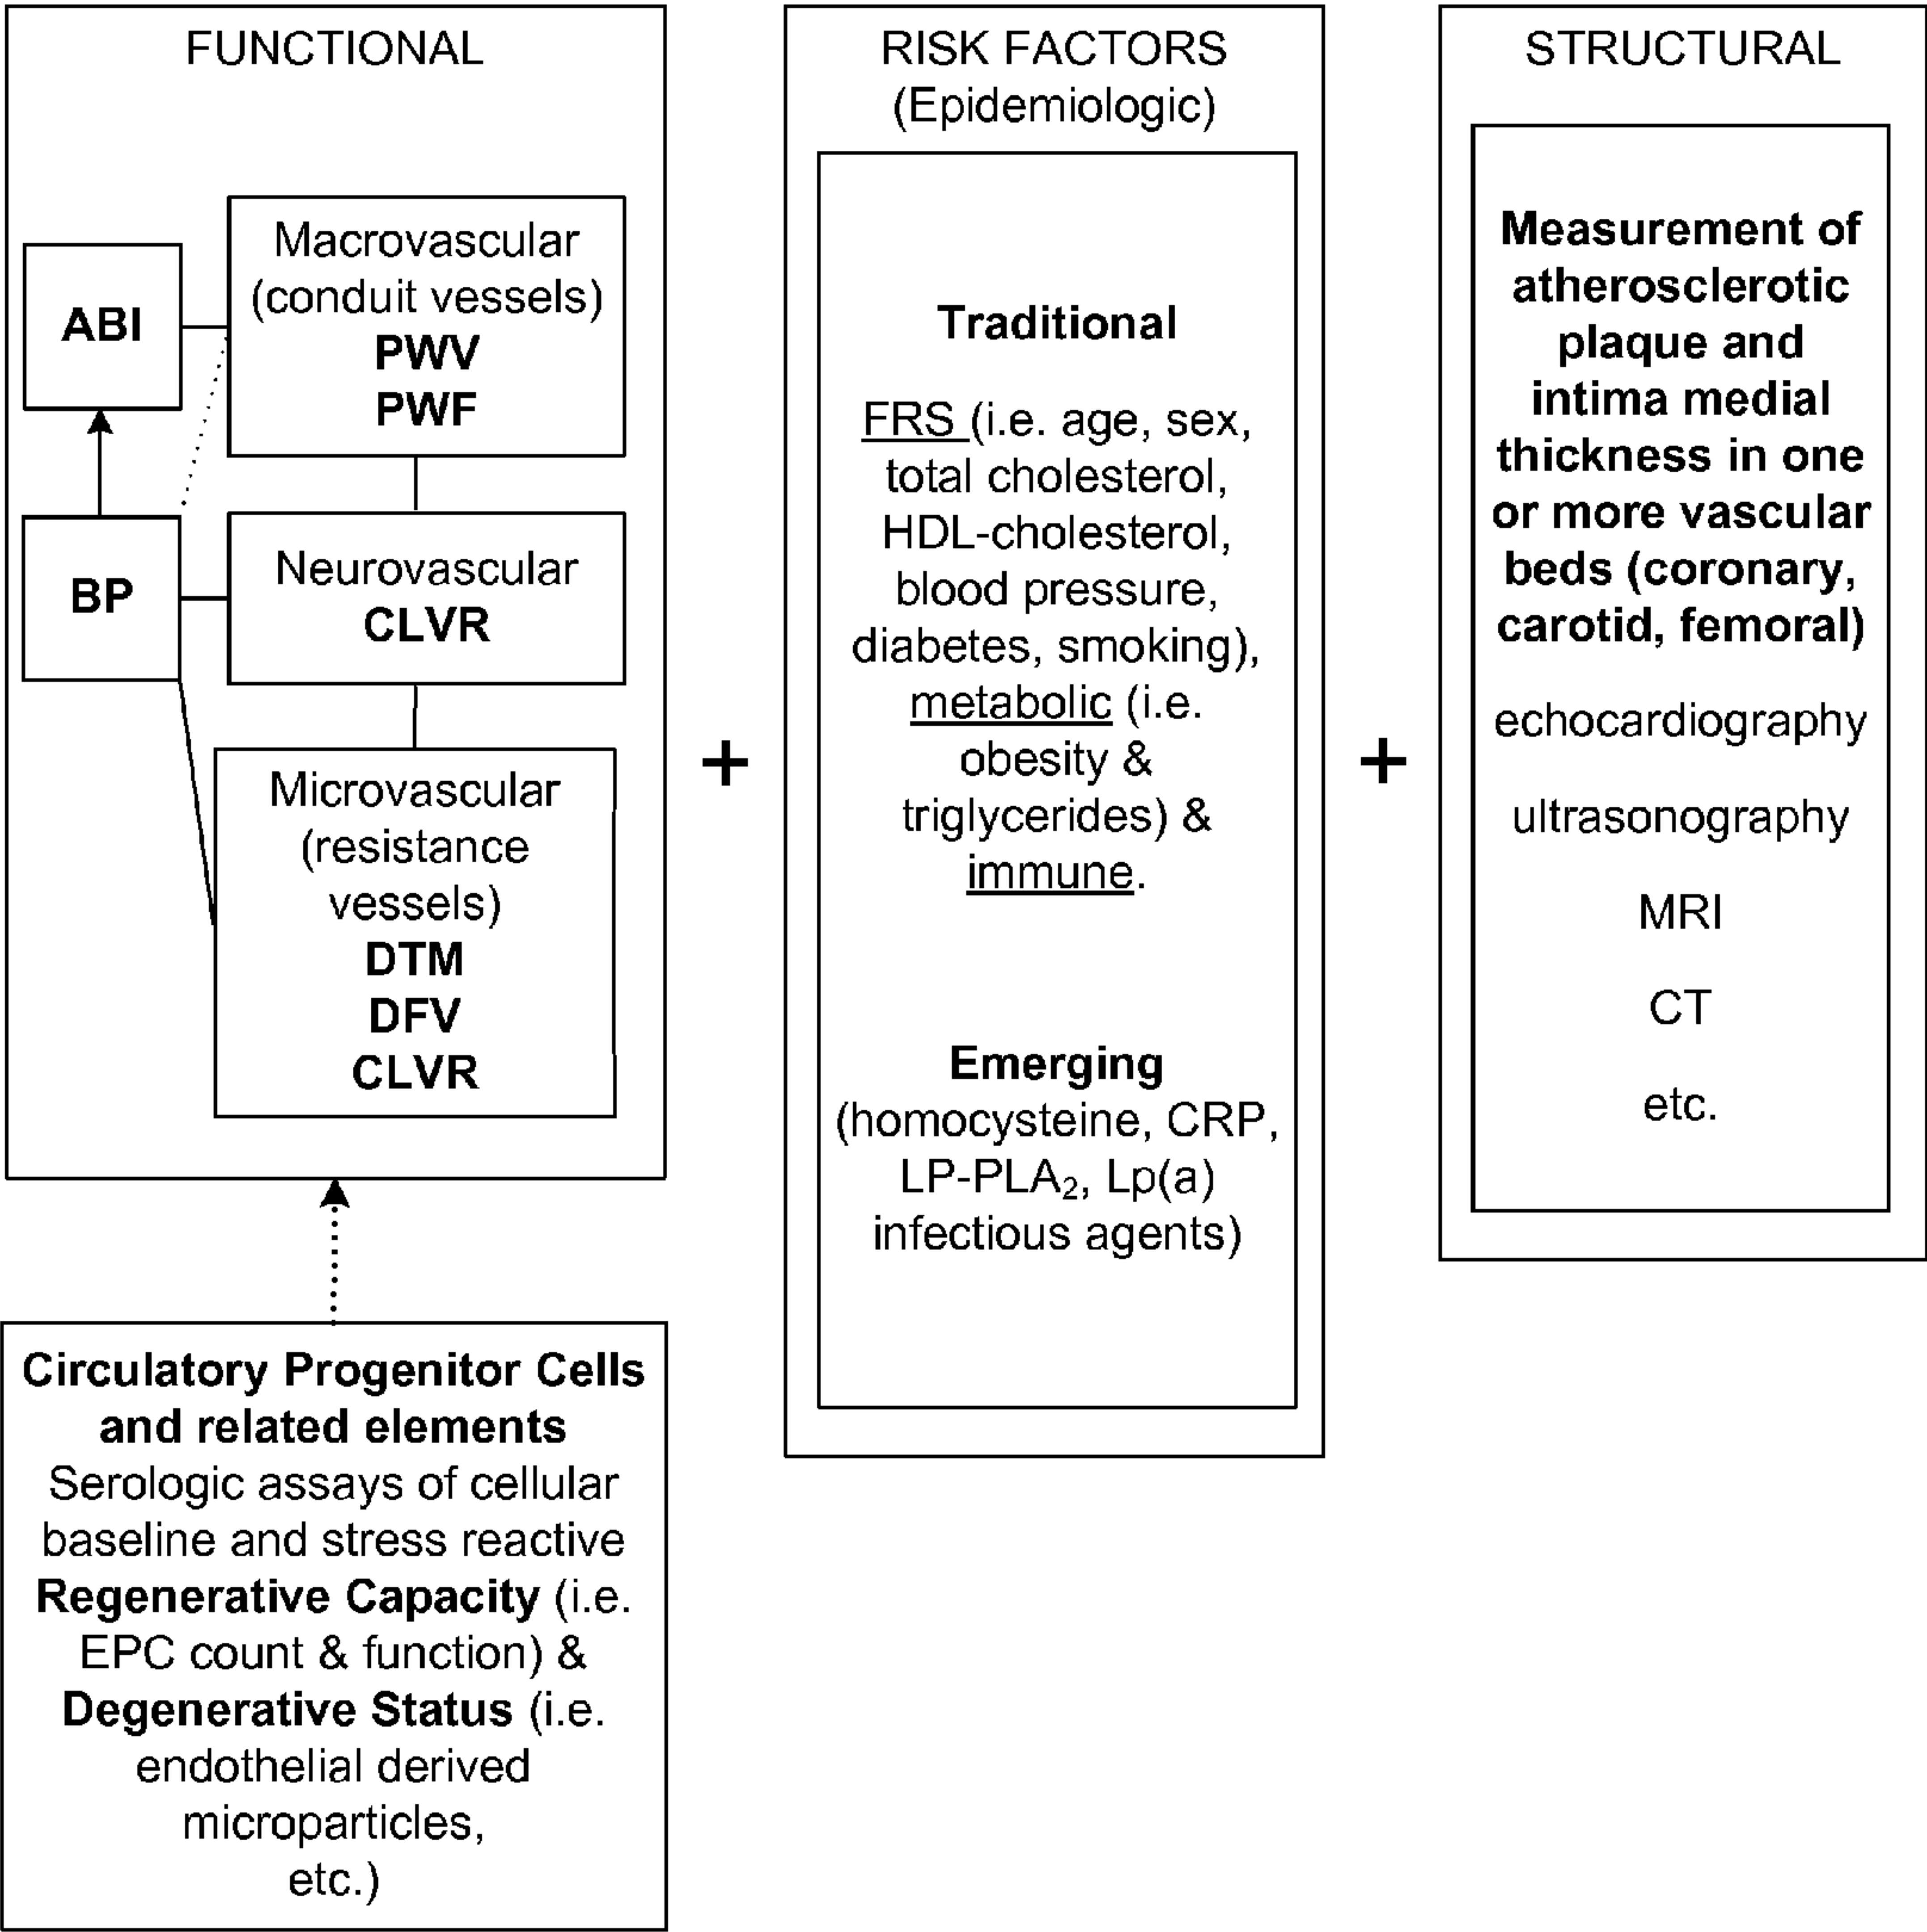 FUNCTIONAL
ABI
BP
Macrovascular
(conduit vessels)
PWV
PWF
Neurovascular
CLVR
Microvascular
(resistance
vessels)
DTM
DFV
CLVR
Circulatory Progenitor Cells
and related elements
Serologic assays of cellular
baseline and stress reactive
Regenerative Capacity (i.e.
EPC count & function) &
Degenerative Status (i.e.
endothelial derived
microparticles,
etc.)
+
RISK FACTORS
(Epidemiologic)
Traditional
FRS (i.e. age, sex,
total cholesterol,
HDL-cholesterol,
blood pressure,
diabetes, smoking),
metabolic (i.e.
obesity &
triglycerides) &
immune.
Emerging
(homocysteine, CRP,
LP-PLA₂, Lp(a)
infectious agents)
+
STRUCTURAL
Measurement of
atherosclerotic
plaque and
intima medial
thickness in one
or more vascular
beds (coronary,
carotid, femoral)
echocardiography
ultrasonography
MRI
CT
etc.